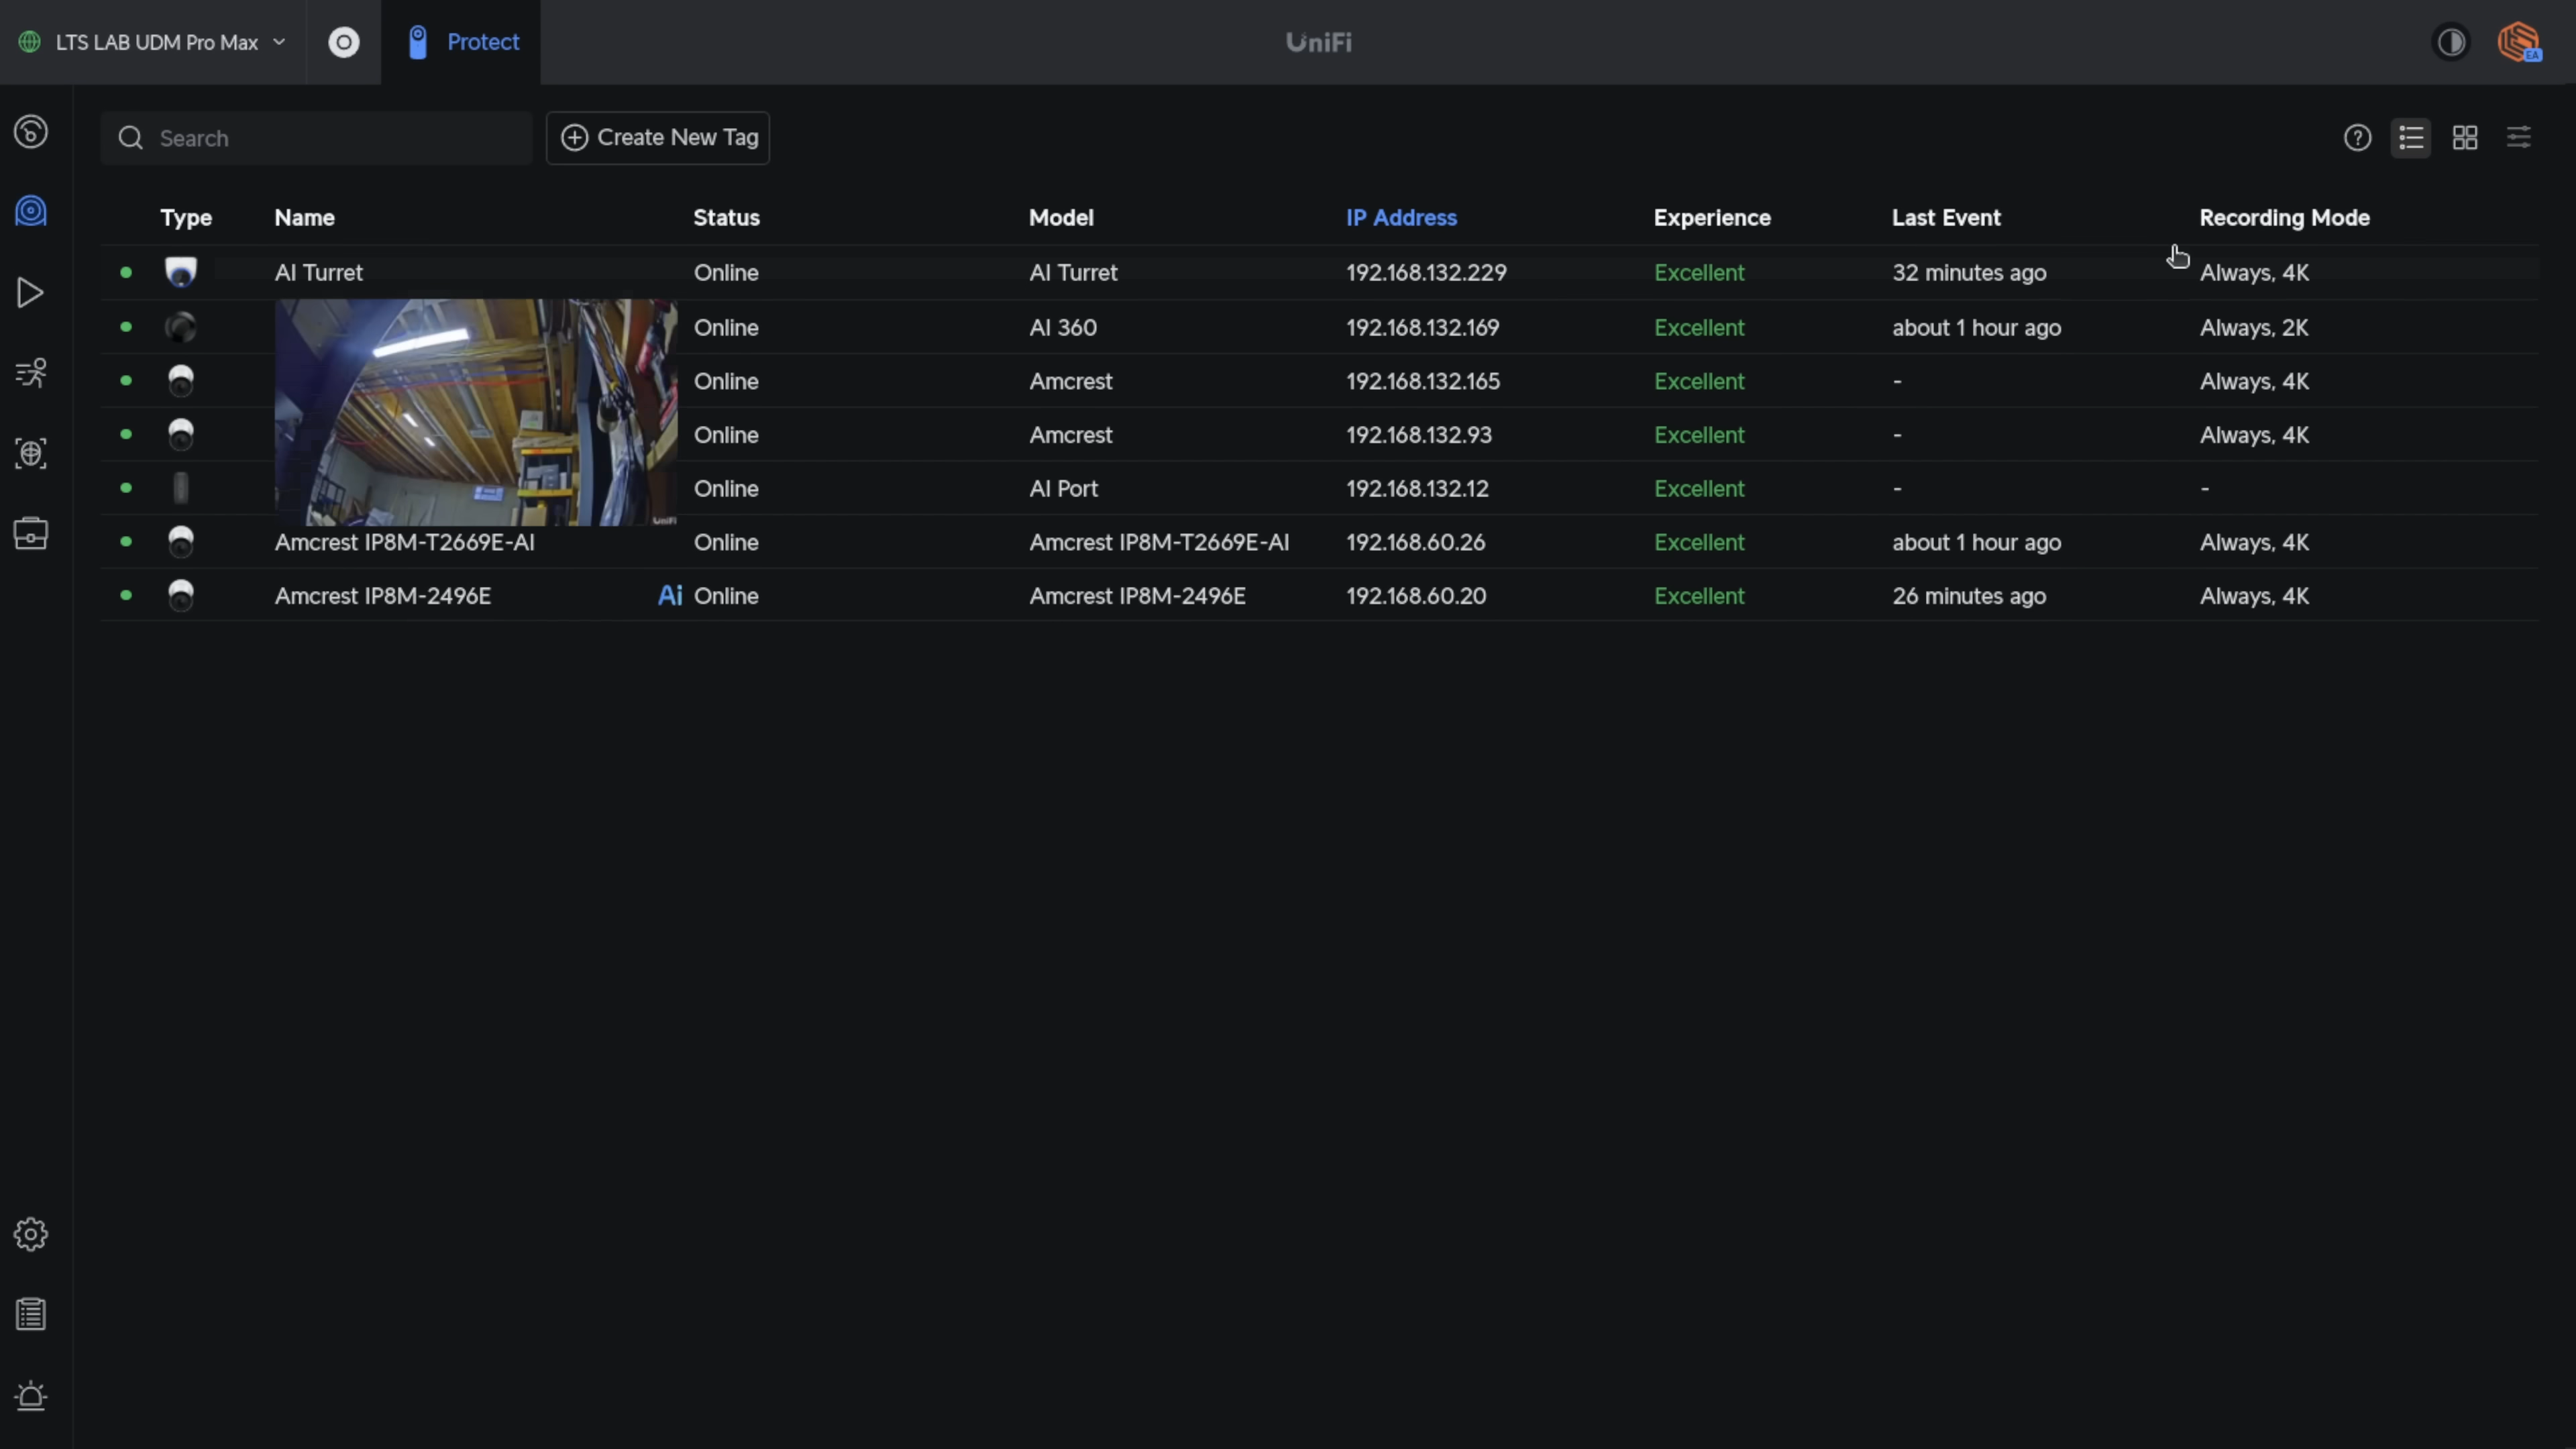 LTS LAB UDM Pro Max Protect UniFi EA
Search Create New Tag
Type Name Status Model IP Address Experience Last Event Recording Mode
AI Turret Online AI Turret 192.168.132.229 Excellent 32 minutes ago Always, 4K
Online AI 360 192.168.132.169 Excellent about 1 hour ago Always, 2K
Online Amcrest 192.168.132.165 Excellent - Always, 4K
Online Amcrest 192.168.132.93 Excellent - Always, 4K
Online AI Port 192.168.132.12 Excellent - -
UniFi
Amcrest IP8M-T2669E-AI Online Amcrest IP8M-T2669E-AI 192.168.60.26 Excellent about 1 hour ago Always, 4K
Amcrest IP8M-2496E Ai Online Amcrest IP8M-2496E 192.168.60.20 Excellent 26 minutes ago Always, 4K